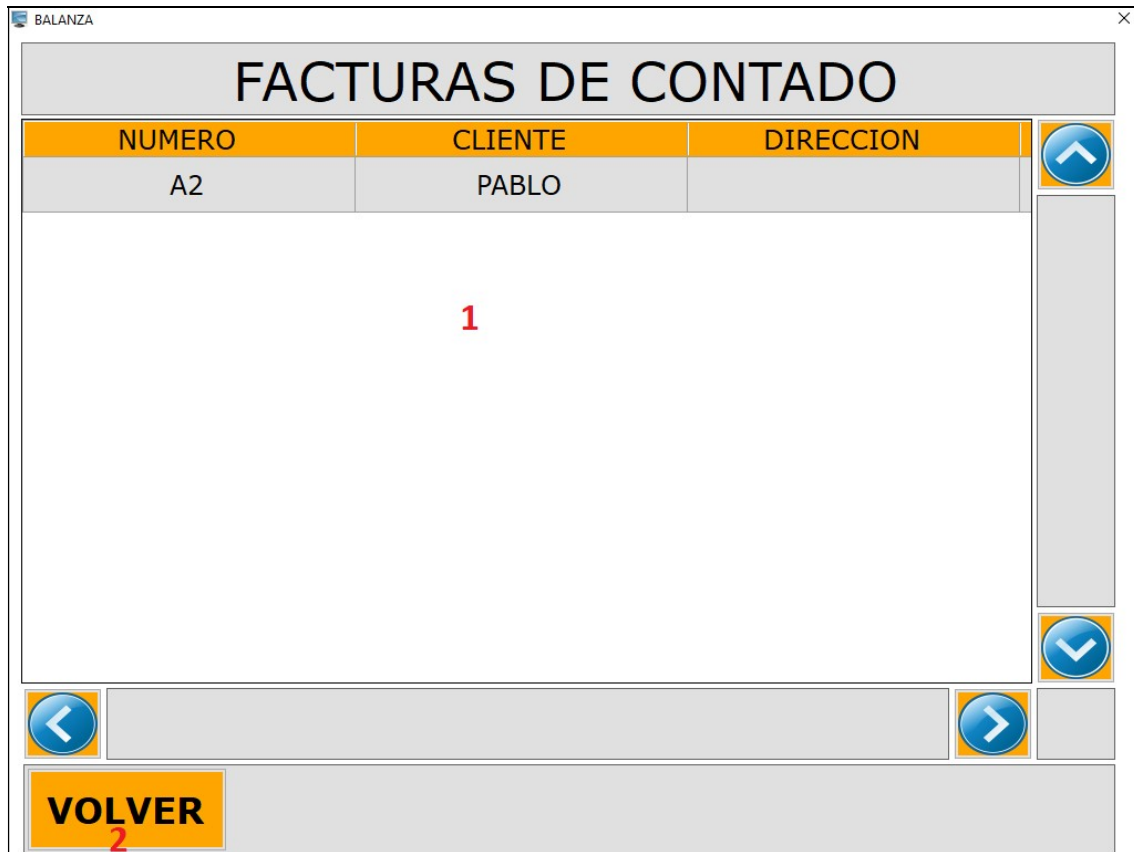 BALANZA
FACTURAS DE CONTADO
NUMERO CLIENTE DIRECCION
A2 PABLO
1
VOLVER
2